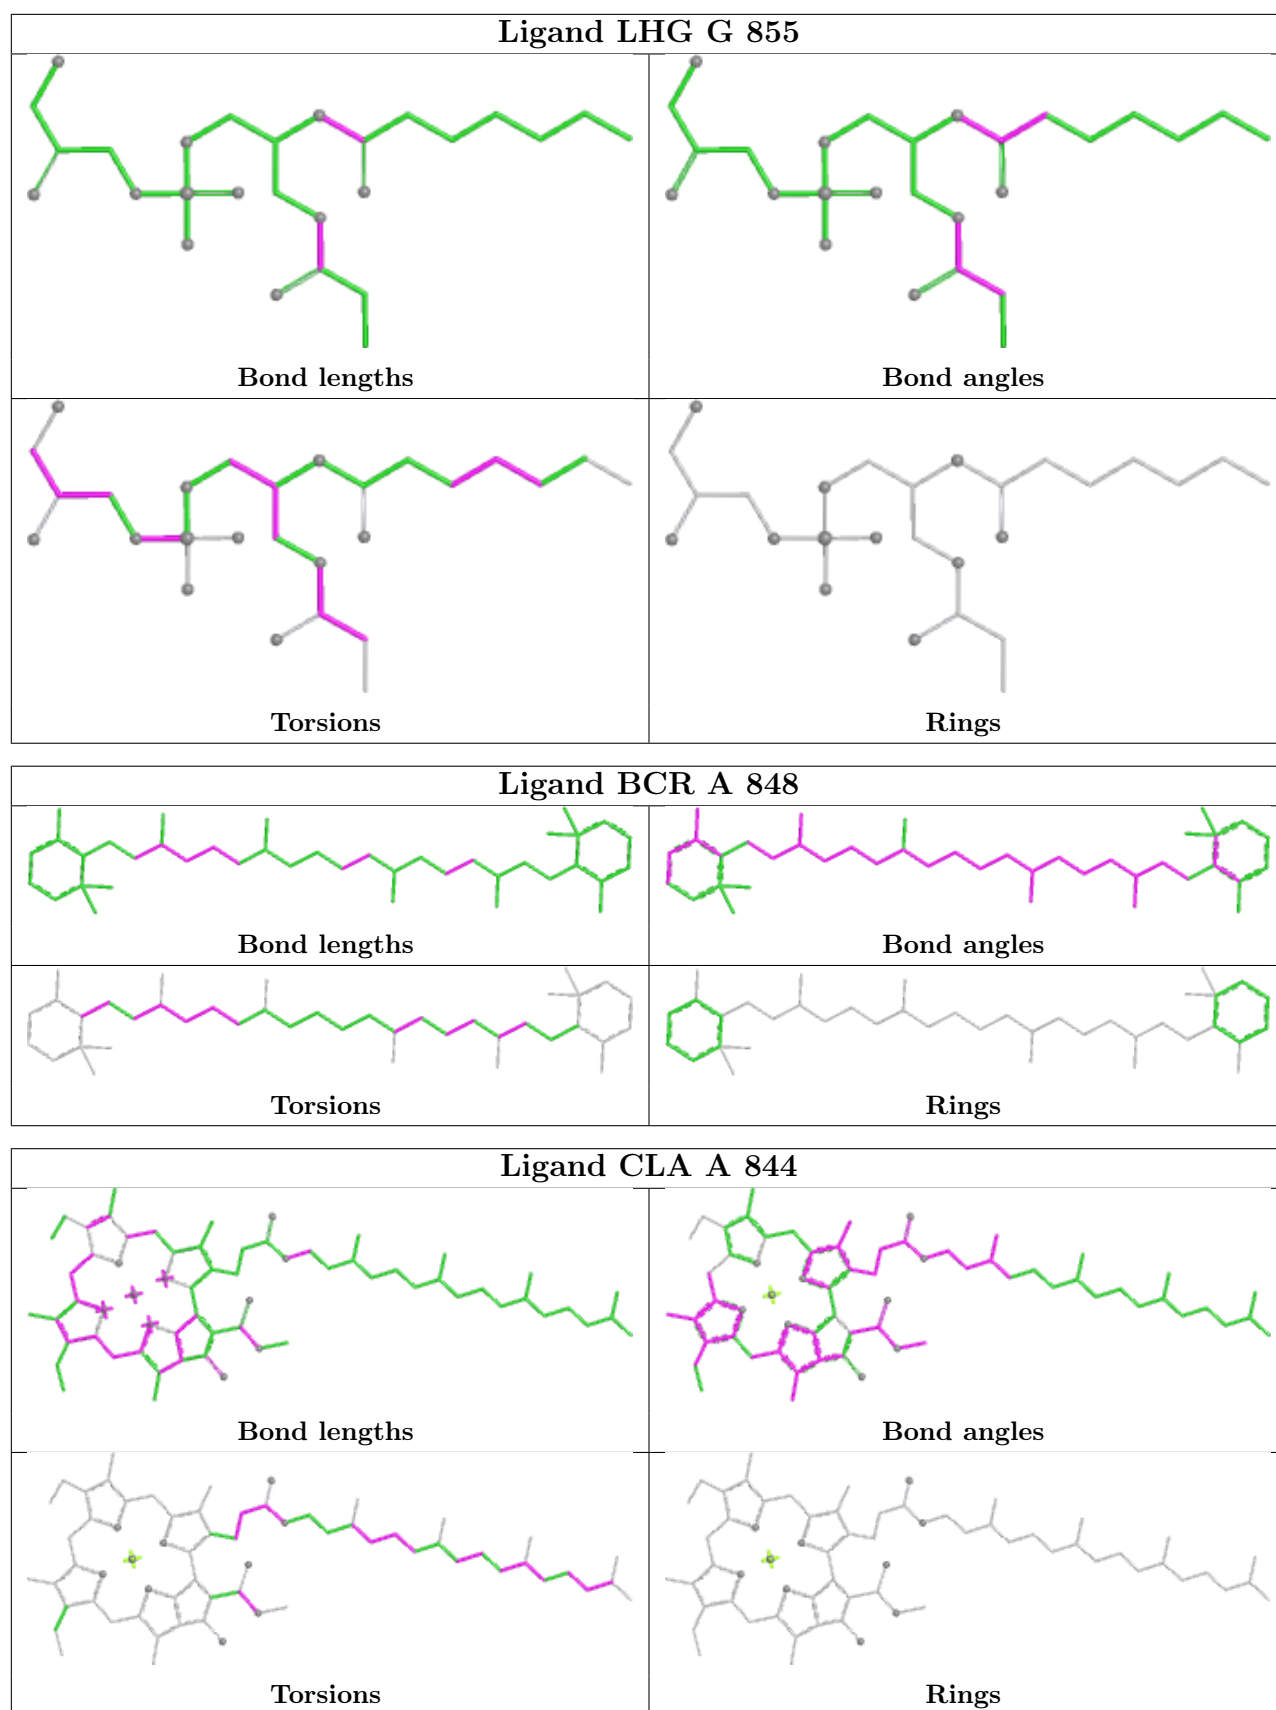 Ligand LHG G 855
Bond lengths
Bond angles
Torsions
Rings
Ligand BCR A 848
Bond lengths
Bond angles
Torsions
Rings
Ligand CLA A 844
Bond lengths
Bond angles
Torsions
Rings